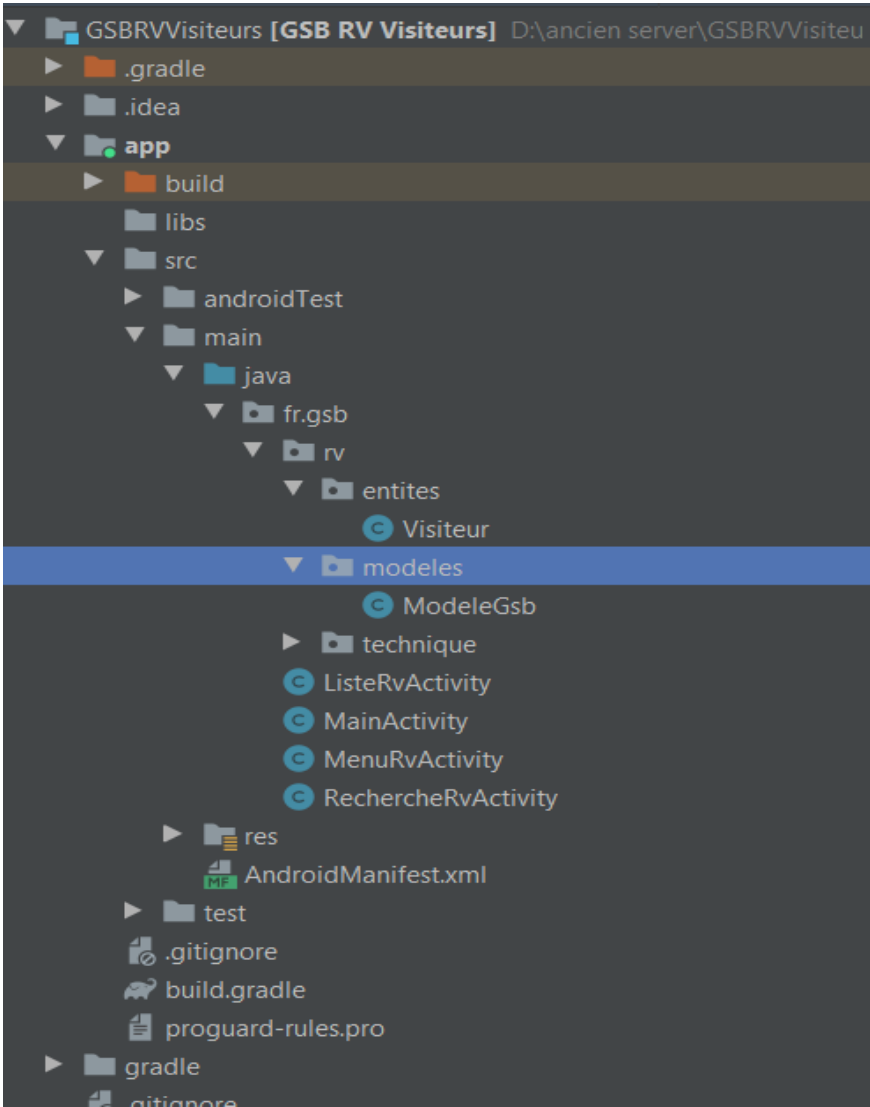 GSBRVVisiteurs [GSB RV Visiteurs] D:\ancien server\GSBRVVisiteu
.gradle
.idea
app
build
libs
src
androidTest
main
java
fr.gsb
rv
entites
C Visiteur
modeles
C ModeleGsb
technique
C ListeRvActivity
C MainActivity
C MenuRvActivity
C RechercheRvActivity
res
MF AndroidManifest.xml
test
.gitignore
build.gradle
proguard-rules.pro
gradle
.gitignore